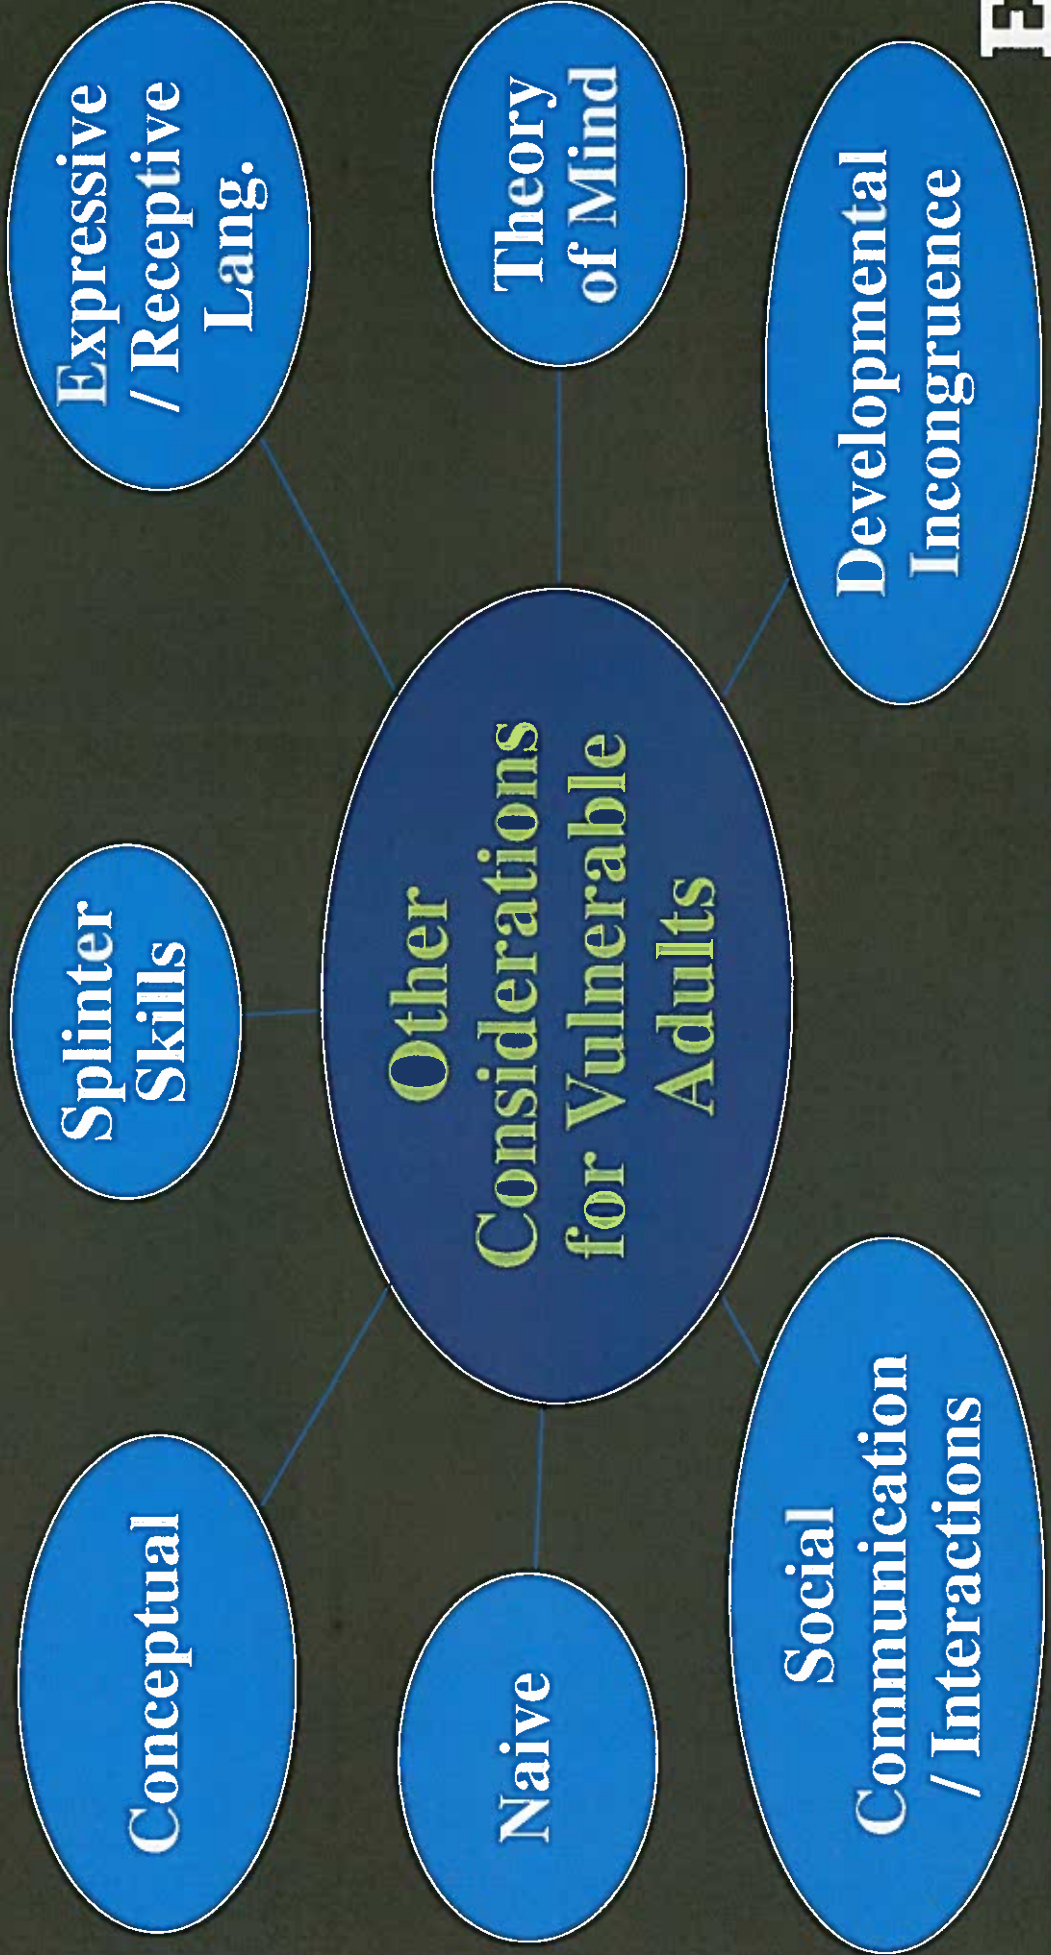 Conceptual
Splinter
Skills
Expressive
/ Receptive
Lang.
Naive
Other
Considerations
for Vulnerable
Adults
Theory
of Mind
Social
Communication
/ Interactions
Developmental
Incongruence